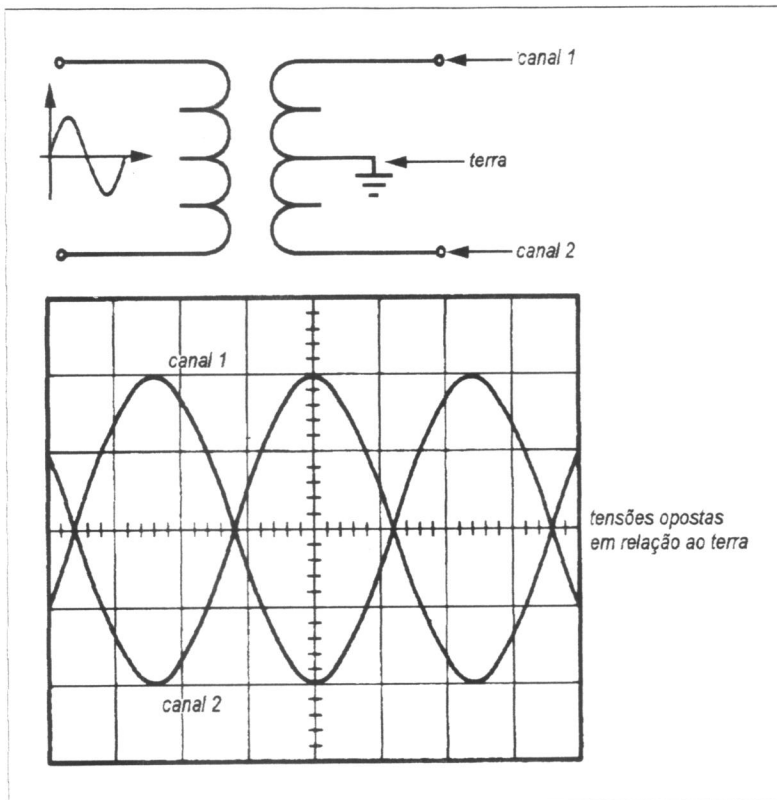 canal 1
terra
canal 2
canal 1
tensões opostas
em relação ao terra
canal 2